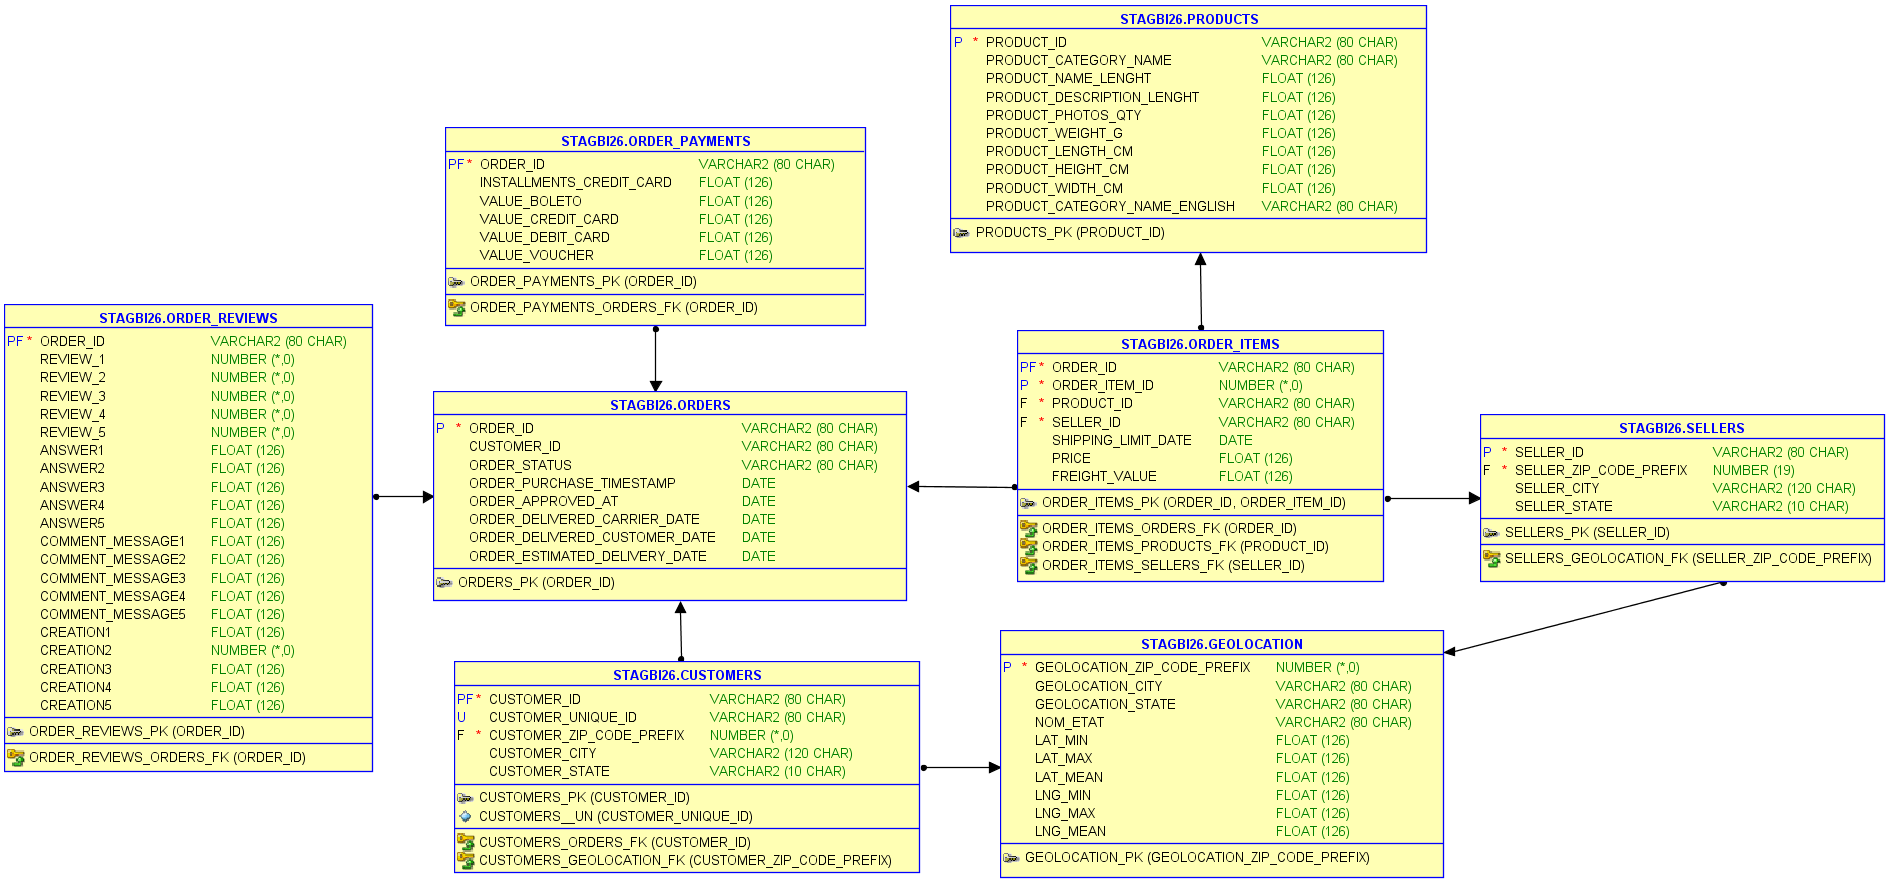 STAGBI26.PRODUCTS
P * PRODUCT_ID VARCHAR2 (80 CHAR)
PRODUCT_CATEGORY_NAME VARCHAR2 (80 CHAR)
PRODUCT_NAME_LENGHT FLOAT (126)
PRODUCT_DESCRIPTION_LENGHT FLOAT (126)
PRODUCT_PHOTOS_QTY FLOAT (126)
PRODUCT_WEIGHT_G FLOAT (126)
PRODUCT_LENGTH_CM FLOAT (126)
PRODUCT_HEIGHT_CM FLOAT (126)
PRODUCT_WIDTH_CM FLOAT (126)
PRODUCT_CATEGORY_NAME_ENGLISH VARCHAR2 (80 CHAR)
PRODUCTS_PK (PRODUCT_ID)
STAGBI26.ORDER_PAYMENTS
PF * ORDER_ID VARCHAR2 (80 CHAR)
INSTALLMENTS_CREDIT_CARD FLOAT (126)
VALUE_BOLETO FLOAT (126)
VALUE_CREDIT_CARD FLOAT (126)
VALUE_DEBIT_CARD FLOAT (126)
VALUE_VOUCHER FLOAT (126)
ORDER_PAYMENTS_PK (ORDER_ID)
ORDER_PAYMENTS_ORDERS_FK (ORDER_ID)
STAGBI26.ORDER_REVIEWS
PF * ORDER_ID VARCHAR2 (80 CHAR)
REVIEW_1 NUMBER (*,0)
REVIEW_2 NUMBER (*,0)
REVIEW_3 NUMBER (*,0)
REVIEW_4 NUMBER (*,0)
REVIEW_5 NUMBER (*,0)
ANSWER1 FLOAT (126)
ANSWER2 FLOAT (126)
ANSWER3 FLOAT (126)
ANSWER4 FLOAT (126)
ANSWER5 FLOAT (126)
COMMENT_MESSAGE1 FLOAT (126)
COMMENT_MESSAGE2 FLOAT (126)
COMMENT_MESSAGE3 FLOAT (126)
COMMENT_MESSAGE4 FLOAT (126)
COMMENT_MESSAGE5 FLOAT (126)
CREATION1 FLOAT (126)
CREATION2 NUMBER (*,0)
CREATION3 FLOAT (126)
CREATION4 FLOAT (126)
CREATION5 FLOAT (126)
ORDER_REVIEWS_PK (ORDER_ID)
ORDER_REVIEWS_ORDERS_FK (ORDER_ID)
STAGBI26.ORDERS
P * ORDER_ID VARCHAR2 (80 CHAR)
CUSTOMER_ID VARCHAR2 (80 CHAR)
ORDER_STATUS VARCHAR2 (80 CHAR)
ORDER_PURCHASE_TIMESTAMP DATE
ORDER_APPROVED_AT DATE
ORDER_DELIVERED_CARRIER_DATE DATE
ORDER_DELIVERED_CUSTOMER_DATE DATE
ORDER_ESTIMATED_DELIVERY_DATE DATE
ORDERS_PK (ORDER_ID)
STAGBI26.ORDER_ITEMS
PF * ORDER_ID VARCHAR2 (80 CHAR)
P * ORDER_ITEM_ID NUMBER (*,0)
F * PRODUCT_ID VARCHAR2 (80 CHAR)
F * SELLER_ID VARCHAR2 (80 CHAR)
SHIPPING_LIMIT_DATE DATE
PRICE FLOAT (126)
FREIGHT_VALUE FLOAT (126)
ORDER_ITEMS_PK (ORDER_ID, ORDER_ITEM_ID)
ORDER_ITEMS_ORDERS_FK (ORDER_ID)
ORDER_ITEMS_PRODUCTS_FK (PRODUCT_ID)
ORDER_ITEMS_SELLERS_FK (SELLER_ID)
STAGBI26.SELLERS
P * SELLER_ID VARCHAR2 (80 CHAR)
F * SELLER_ZIP_CODE_PREFIX NUMBER (19)
SELLER_CITY VARCHAR2 (120 CHAR)
SELLER_STATE VARCHAR2 (10 CHAR)
SELLERS_PK (SELLER_ID)
SELLERS_GEOLOCATION_FK (SELLER_ZIP_CODE_PREFIX)
STAGBI26.CUSTOMERS
PF * CUSTOMER_ID VARCHAR2 (80 CHAR)
U CUSTOMER_UNIQUE_ID VARCHAR2 (80 CHAR)
F * CUSTOMER_ZIP_CODE_PREFIX NUMBER (*,0)
CUSTOMER_CITY VARCHAR2 (120 CHAR)
CUSTOMER_STATE VARCHAR2 (10 CHAR)
CUSTOMERS_PK (CUSTOMER_ID)
CUSTOMERS__UN (CUSTOMER_UNIQUE_ID)
CUSTOMERS_ORDERS_FK (CUSTOMER_ID)
CUSTOMERS_GEOLOCATION_FK (CUSTOMER_ZIP_CODE_PREFIX)
STAGBI26.GEOLOCATION
P * GEOLOCATION_ZIP_CODE_PREFIX NUMBER (*,0)
GEOLOCATION_CITY VARCHAR2 (80 CHAR)
GEOLOCATION_STATE VARCHAR2 (80 CHAR)
NOM_ETAT VARCHAR2 (80 CHAR)
LAT_MIN FLOAT (126)
LAT_MAX FLOAT (126)
LAT_MEAN FLOAT (126)
LNG_MIN FLOAT (126)
LNG_MAX FLOAT (126)
LNG_MEAN FLOAT (126)
GEOLOCATION_PK (GEOLOCATION_ZIP_CODE_PREFIX)